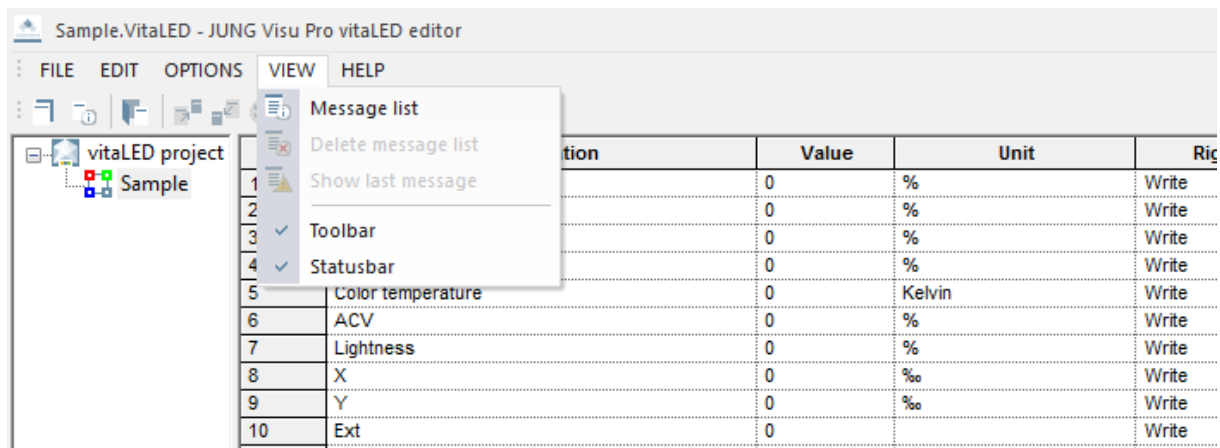 Sample.VitaLED - JUNG Visu Pro vitaLED editor
FILE EDIT OPTIONS VIEW HELP
Message list
Delete message list
Show last message
Toolbar
Statusbar
vitaLED project
Sample
Value Unit
1 0 % Write
2 0 % Write
3 0 % Write
4 0 % Write
5 Color temperature 0 Kelvin Write
6 ACV 0 % Write
7 Lightness 0 % Write
8 X 0 ‰ Write
9 Y 0 ‰ Write
10 Ext 0 Write